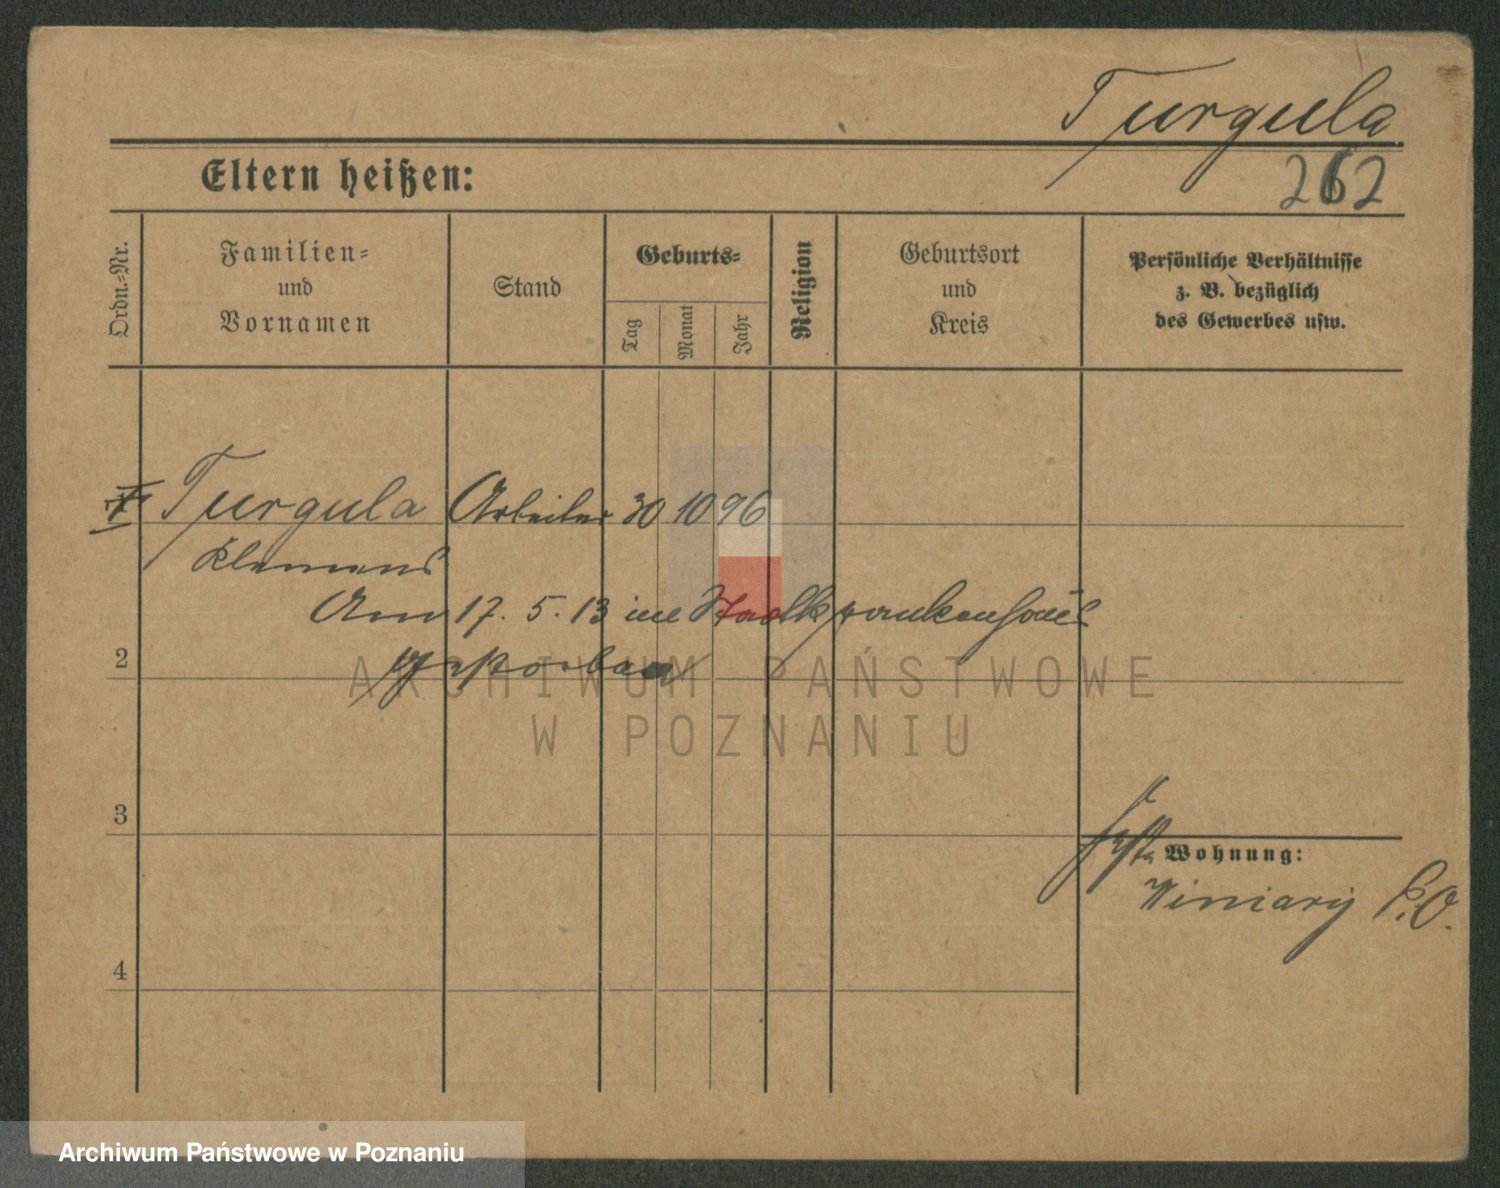 Turgula
Eltern heißen:
262
Ordn.-Nr.
Familien-
und
Vornamen
Stand
Geburts-
Tag
Monat
Jahr
Religion
Geburtsort
und
Kreis
Persönliche Verhältnisse
z. B. bezüglich
des Gewerbes usw.
Turgula Arbeiter 30 10 96
Klemens
Am 17. 5. 13 im Stadtkrankenhaus
2 gestorben
ARCHIWUM PAŃSTWOWE
W POZNANIU
3
Wohnung:
Winiary P.O.
4
Archiwum Państwowe w Poznaniu